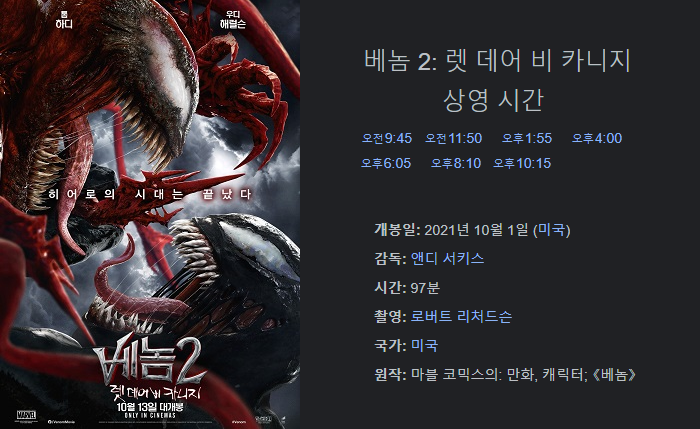 톰
하디
우디
해럴슨
히어로의 시대는 끝났다
베놈2
렛 데어 비 카니지
10월 13일 대개봉
ONLY IN CINEMAS
MARVEL
/VenomMovie
#Venom
베놈 2: 렛 데어 비 카니지
상영 시간
오전9:45 오전11:50 오후1:55 오후4:00
오후6:05 오후8:10 오후10:15
개봉일: 2021년 10월 1일 (미국)
감독: 앤디 서키스
시간: 97분
촬영: 로버트 리처드슨
국가: 미국
원작: 마블 코믹스의: 만화, 캐릭터; 《베놈》